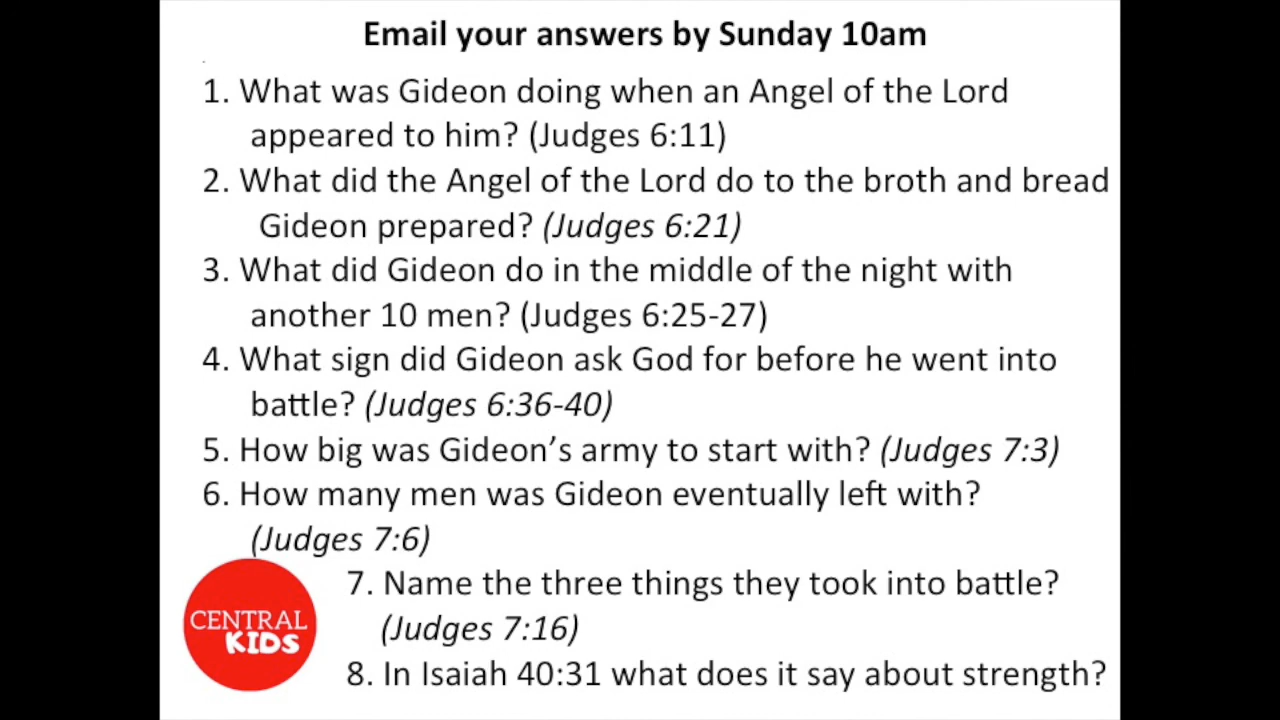 Email your answers by Sunday 10am
1. What was Gideon doing when an Angel of the Lord
appeared to him? (Judges 6:11)
2. What did the Angel of the Lord do to the broth and bread
Gideon prepared? (Judges 6:21)
3. What did Gideon do in the middle of the night with
another 10 men? (Judges 6:25-27)
4. What sign did Gideon ask God for before he went into
battle? (Judges 6:36-40)
5. How big was Gideon’s army to start with? (Judges 7:3)
6. How many men was Gideon eventually left with?
(Judges 7:6)
7. Name the three things they took into battle?
(Judges 7:16)
8. In Isaiah 40:31 what does it say about strength?
CENTRAL
KIDS